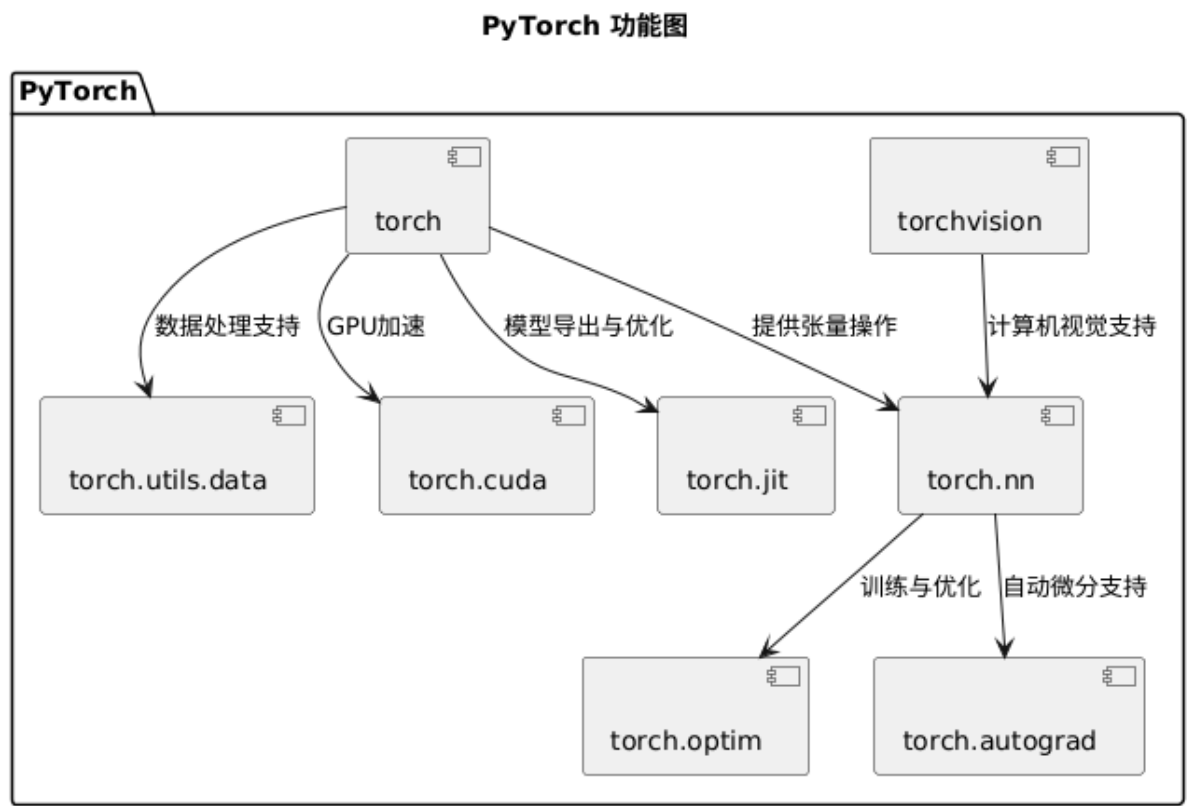 PyTorch 功能图
PyTorch
torch
torchvision
数据处理支持
GPU加速
模型导出与优化
提供张量操作
计算机视觉支持
torch.utils.data
torch.cuda
torch.jit
torch.nn
训练与优化
自动微分支持
torch.optim
torch.autograd